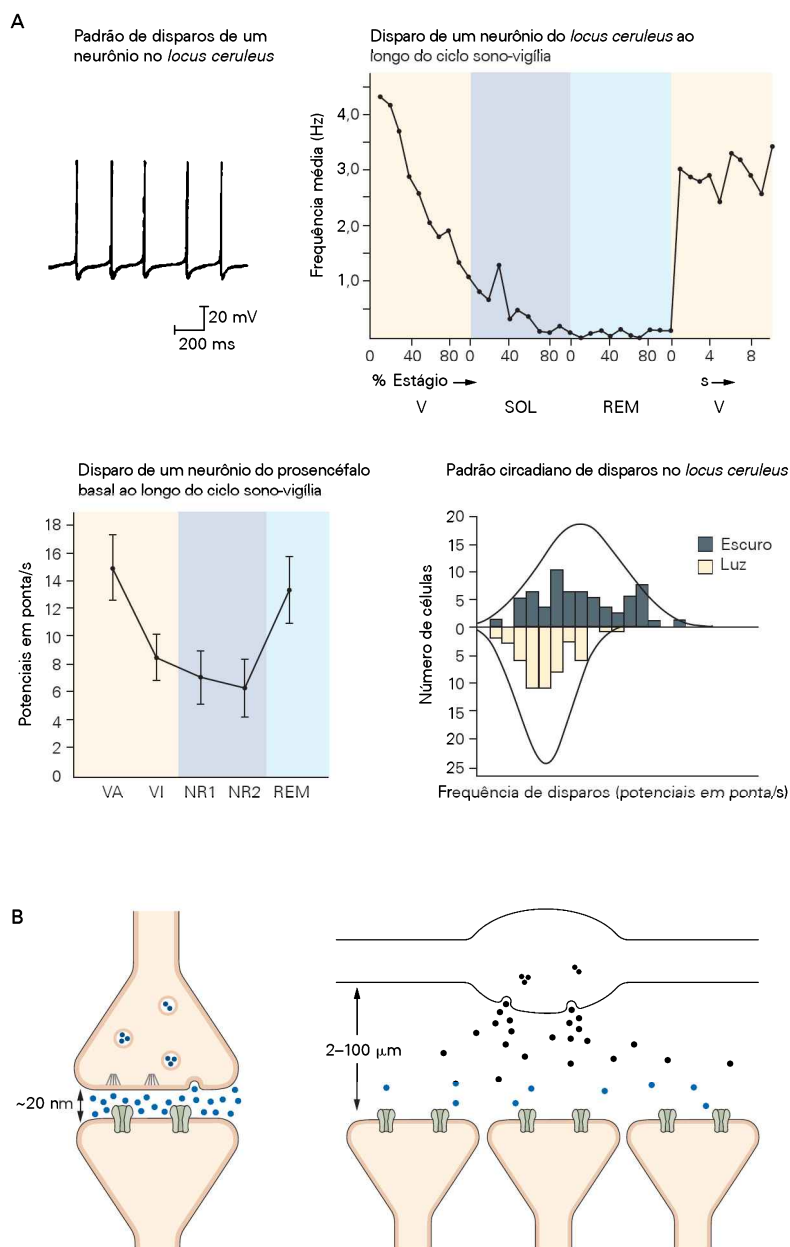 A
Padrão de disparos de um
neurônio no locus ceruleus
20 mV
200 ms
Disparo de um neurônio do locus ceruleus ao
longo do ciclo sono-vigília
Frequência média (Hz)
4,0
3,0
2,0
1,0
0 40 80 0 40 80 0 40 80 0 4 8
% Estágio s
V SOL REM V
Disparo de um neurônio do prosencéfalo
basal ao longo do ciclo sono-vigília
Potenciais em ponta/s
18
16
14
12
10
8
6
4
2
0
VA VI NR1 NR2 REM
Padrão circadiano de disparos no locus ceruleus
Número de células
20
15
10
5
0
5
10
15
20
25
Escuro
Luz
Frequência de disparos (potenciais em ponta/s)
B
~20 nm
2–100 μm